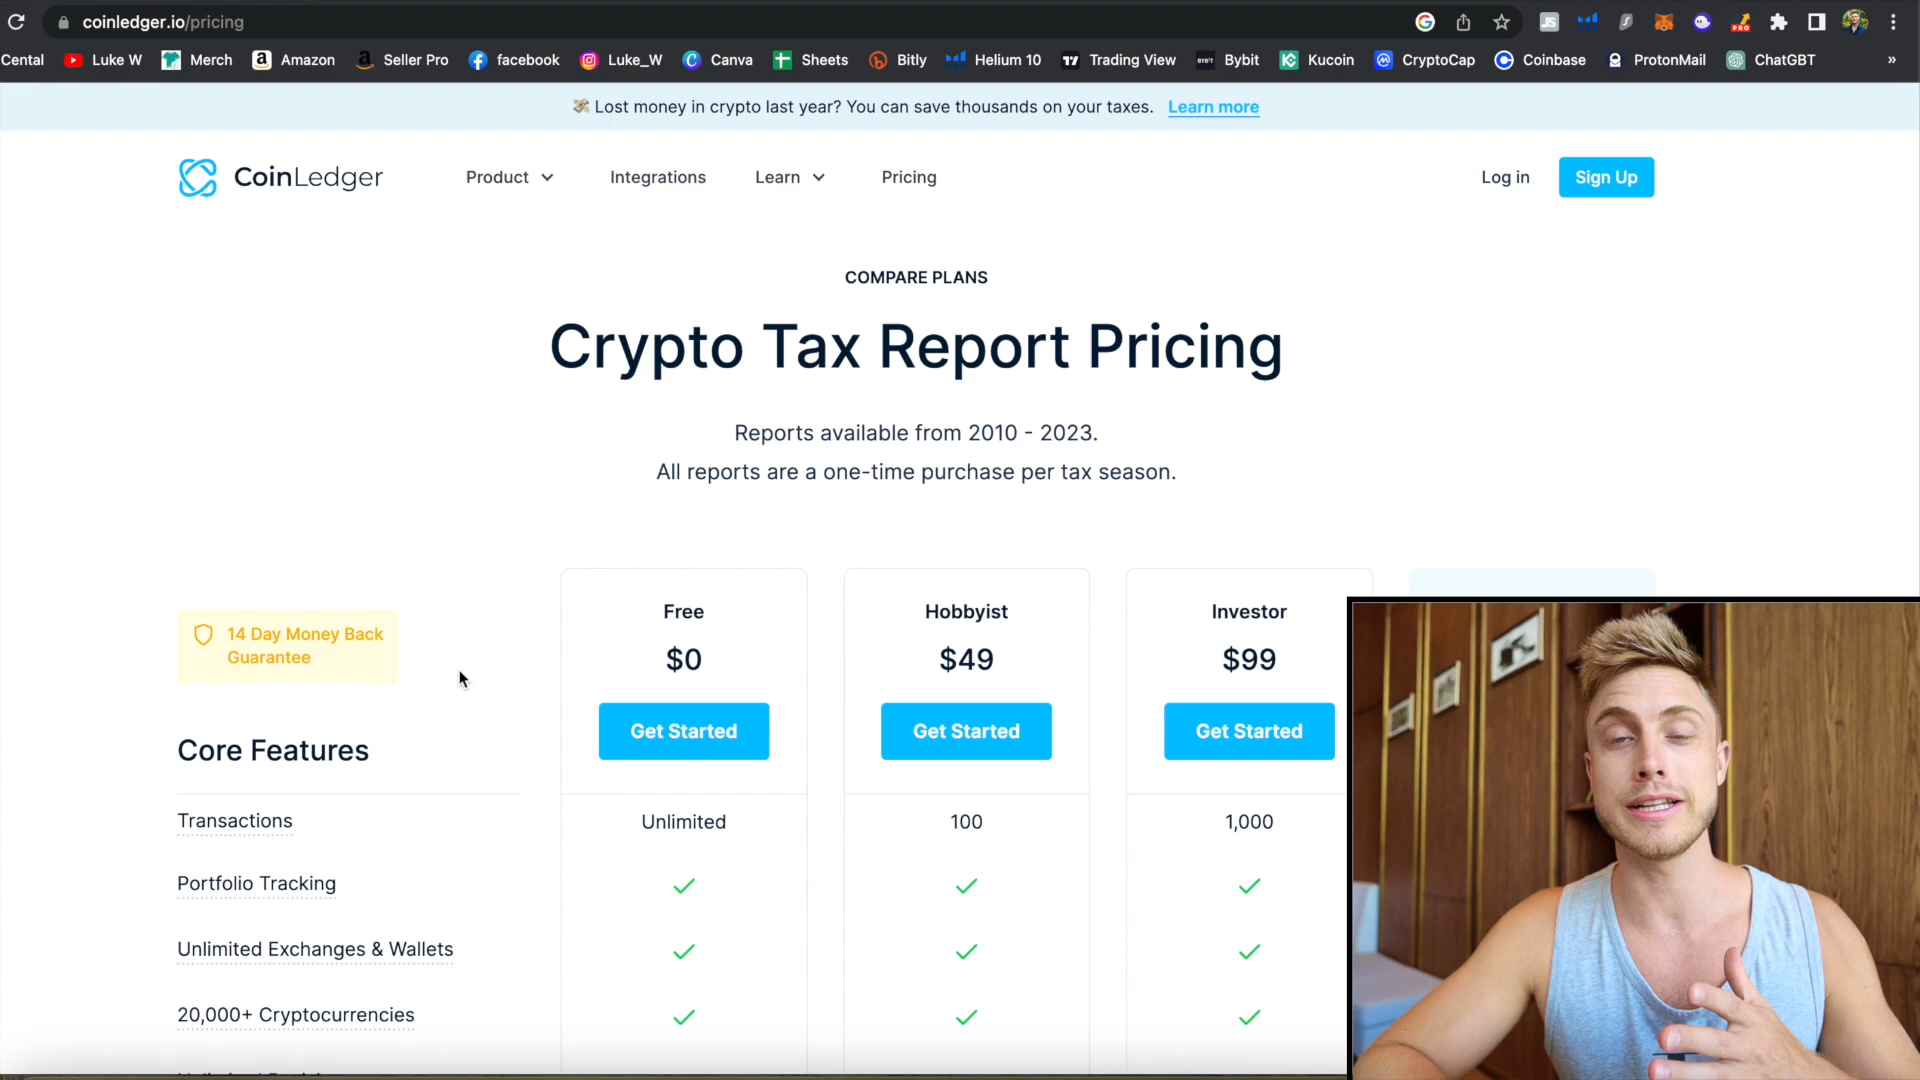 coinledger.io/pricing
Cental Luke W Merch Amazon Seller Pro facebook Luke_W Canva Sheets Bitly Helium 10 Trading View Bybit Kucoin CryptoCap Coinbase ProtonMail ChatGBT »
Lost money in crypto last year? You can save thousands on your taxes. Learn more
CoinLedger Product Integrations Learn Pricing Log in Sign Up
COMPARE PLANS
Crypto Tax Report Pricing
Reports available from 2010 - 2023.
All reports are a one-time purchase per tax season.
14 Day Money Back
Guarantee
Free Hobbyist Investor
$0 $49 $99
Get Started Get Started Get Started
Core Features
Transactions Unlimited 100 1,000
Portfolio Tracking
Unlimited Exchanges & Wallets
20,000+ Cryptocurrencies